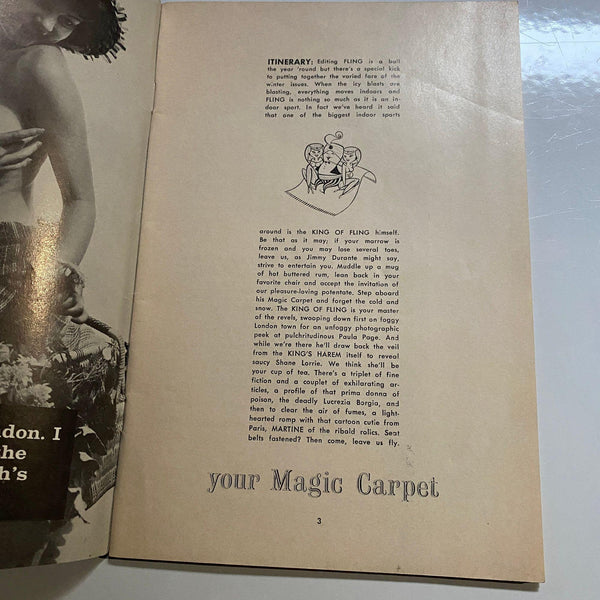 ITINERARY: Editing FLING is a ball
the year 'round but there's a special kick
to putting together the varied fare of the
winter issues. When the icy blasts are
blasting, everything moves indoors and
FLING is nothing so much as it is an in-
door sport. In fact we've heard it said
that one of the biggest indoor sports
around is the KING OF FLING himself.
Be that as it may; if your marrow is
frozen and you may lose several toes,
leave us, as Jimmy Durante might say,
strive to entertain you. Muddle up a mug
of hot buttered rum, lean back in your
favorite chair and accept the invitation of
our pleasure-loving potentate. Step aboard
his Magic Carpet and forget the cold and
snow. The KING OF FLING is your master
of the revels, swooping down first on foggy
London town for an unfoggy photographic
peek at pulchritudinous Paula Page. And
while we're there he'll draw back the veil
from the KING'S HAREM itself to reveal
saucy Shane Lorrie. We think she'll be
your cup of tea. There's a triplet of fine
fiction and a couplet of exhilarating ar-
ticles, a profile of that prima donna of
poison, the deadly Lucrezia Borgia, and
then to clear the air of fumes, a light-
hearted romp with that cartoon cutie from
Paris, MARTINE of the ribald rolics. Seat
belts fastened? Then come, leave us fly.
your Magic Carpet
3
don. I
the
h's